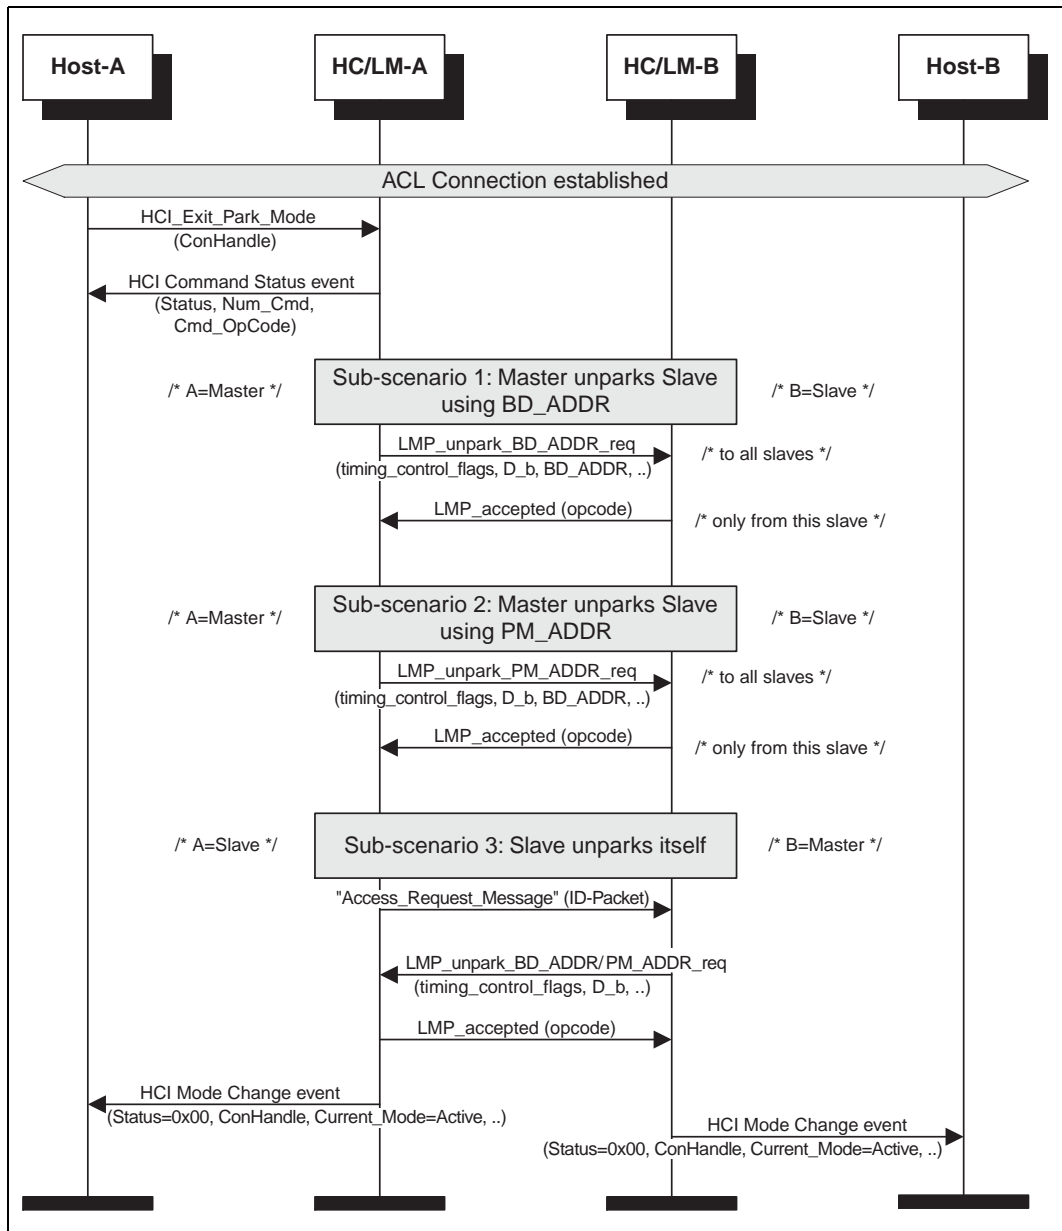 Host-A
HC/LM-A
HC/LM-B
Host-B
ACL Connection established
HCI_Exit_Park_Mode
(ConHandle)
HCI Command Status event
(Status, Num_Cmd,
Cmd_OpCode)
/* A=Master */
Sub-scenario 1: Master unparks Slave
using BD_ADDR
/* B=Slave */
LMP_unpark_BD_ADDR_req
(timing_control_flags, D_b, BD_ADDR, ..)
/* to all slaves */
LMP_accepted (opcode)
/* only from this slave */
/* A=Master */
Sub-scenario 2: Master unparks Slave
using PM_ADDR
/* B=Slave */
LMP_unpark_PM_ADDR_req
(timing_control_flags, D_b, BD_ADDR, ..)
/* to all slaves */
LMP_accepted (opcode)
/* only from this slave */
/* A=Slave */
Sub-scenario 3: Slave unparks itself
/* B=Master */
"Access_Request_Message" (ID-Packet)
LMP_unpark_BD_ADDR/PM_ADDR_req
(timing_control_flags, D_b, ..)
LMP_accepted (opcode)
HCI Mode Change event
(Status=0x00, ConHandle, Current_Mode=Active, ..)
HCI Mode Change event
(Status=0x00, ConHandle, Current_Mode=Active, ..)